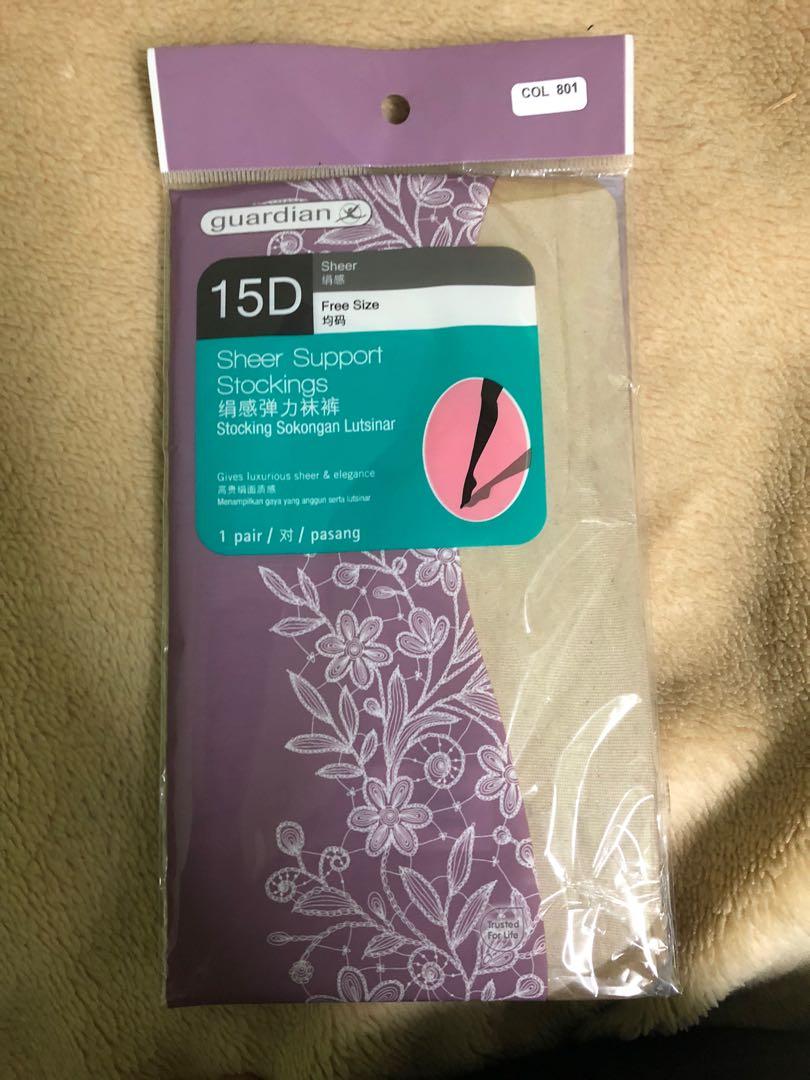 COL 801
guardian
15D
Sheer
绢感
Free Size
均码
Sheer Support
Stockings
绢感弹力袜裤
Stocking Sokongan Lutsinar
Gives luxurious sheer & elegance
高贵绢面质感
Menampilkan gaya yang anggun serta lutsinar
1 pair / 对 / pasang
Trusted
For Life